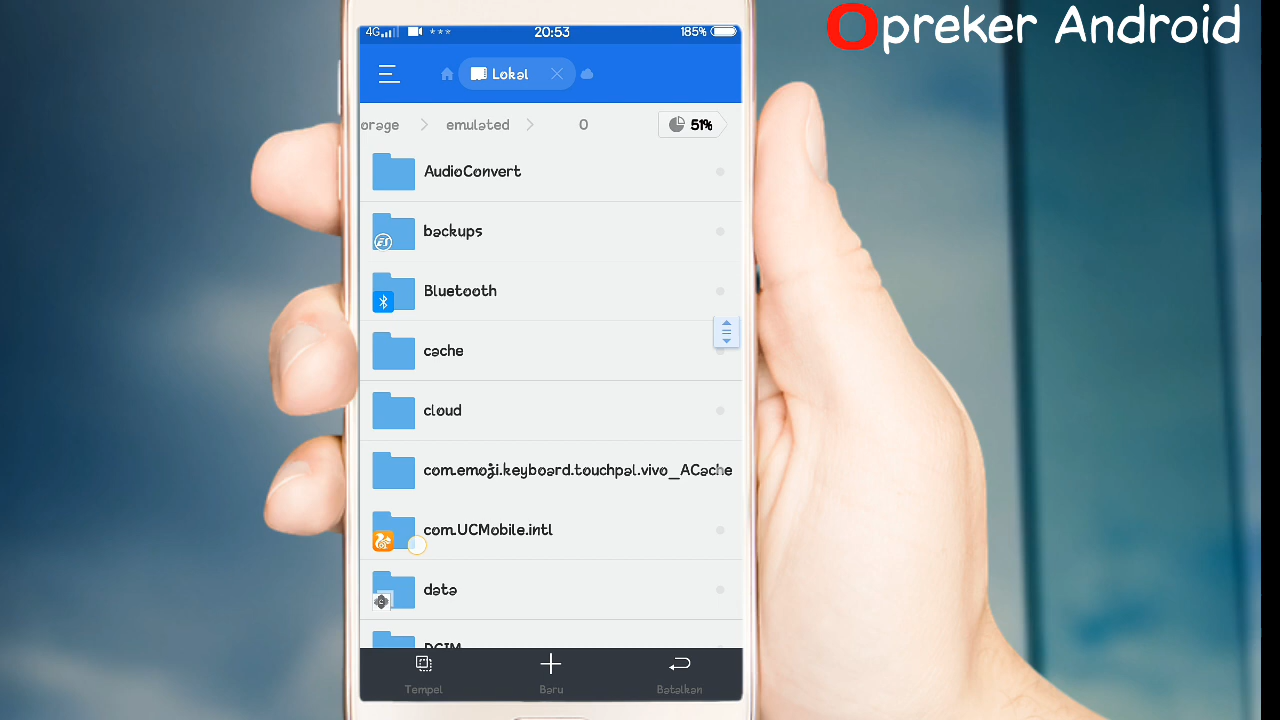 Opreker Android
4G *** 20:53 185%
Lokal
orage > emulated > 0 51%
AudioConvert
backups
Bluetooth
cache
cloud
com.emoji.keyboard.touchpal.vivo_ACache
com.UCMobile.intl
data
DCIM
Tempel Baru Batalkan